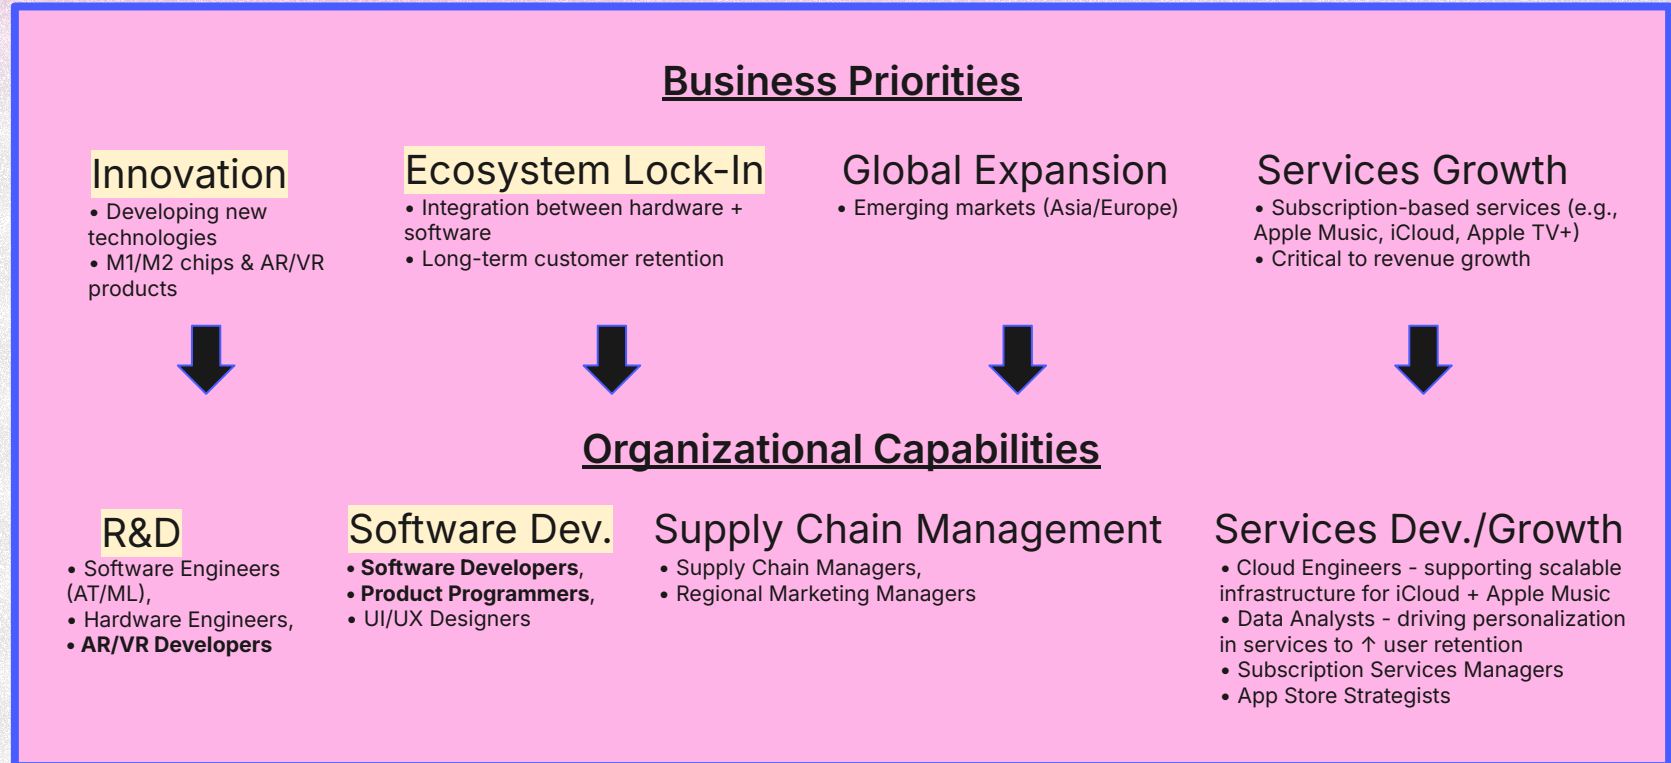 Business Priorities
Innovation
• Developing new
technologies
• M1/M2 chips & AR/VR
products
Ecosystem Lock-In
• Integration between hardware +
software
• Long-term customer retention
Global Expansion
• Emerging markets (Asia/Europe)
Services Growth
• Subscription-based services (e.g.,
Apple Music, iCloud, Apple TV+)
• Critical to revenue growth
Organizational Capabilities
R&D
• Software Engineers
(AT/ML),
• Hardware Engineers,
• AR/VR Developers
Software Dev.
• Software Developers,
• Product Programmers,
• UI/UX Designers
Supply Chain Management
• Supply Chain Managers,
• Regional Marketing Managers
Services Dev./Growth
• Cloud Engineers - supporting scalable
infrastructure for iCloud + Apple Music
• Data Analysts - driving personalization
in services to ↑ user retention
• Subscription Services Managers
• App Store Strategists